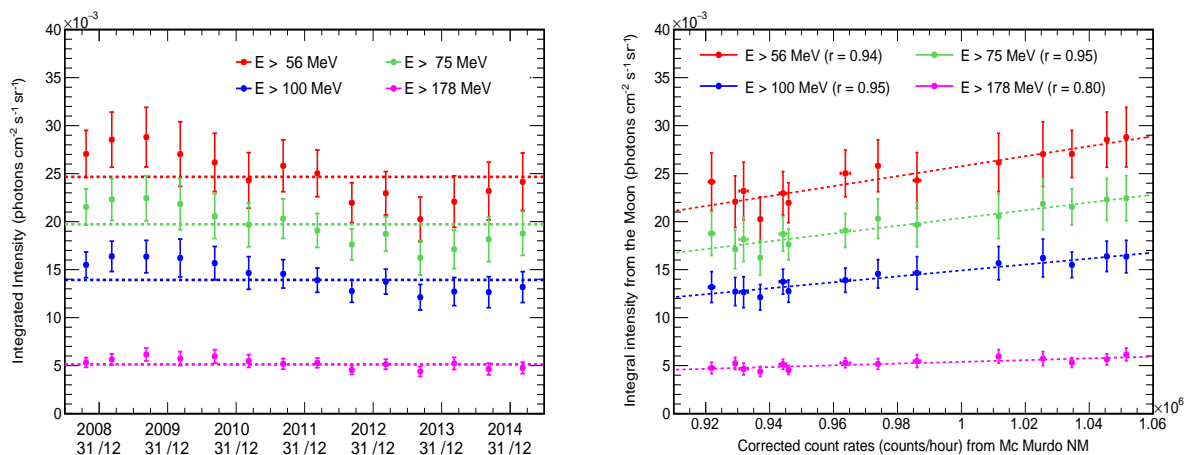 ×10⁻³
40
35
30
25
20
15
10
5
0
Integrated Intensity (photons cm⁻² s⁻¹ sr⁻¹)
E > 56 MeV
E > 75 MeV
E > 100 MeV
E > 178 MeV
2008 2009 2010 2011 2012 2013 2014
31 /12 31 /12 31 /12 31 /12 31 /12 31 /12 31 /12
×10⁻³
40
35
30
25
20
15
10
5
0
Integral intensity from the Moon (photons cm⁻² s⁻¹ sr⁻¹)
E > 56 MeV (r = 0.94)
E > 75 MeV (r = 0.95)
E > 100 MeV (r = 0.95)
E > 178 MeV (r = 0.80)
0.92 0.94 0.96 0.98 1 1.02 1.04 1.06
×10⁶
Corrected count rates (counts/hour) from Mc Murdo NM